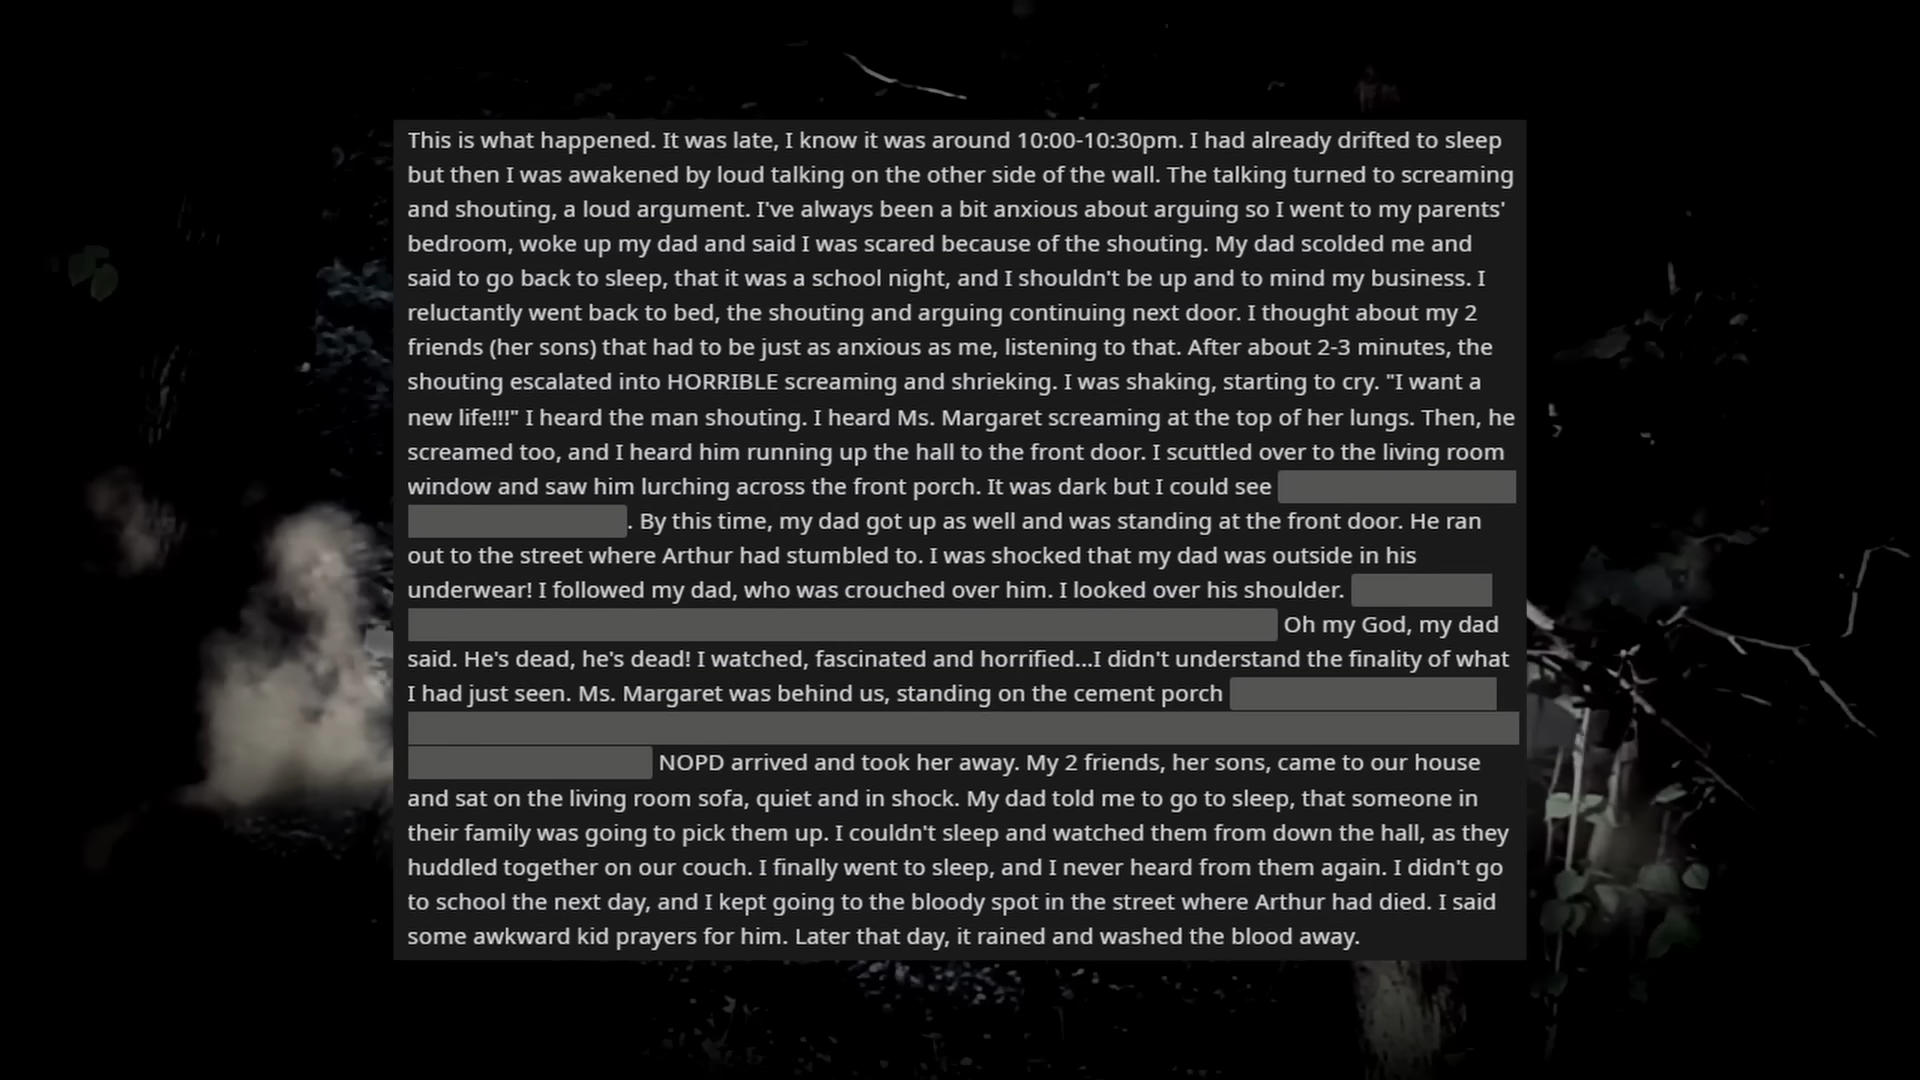 This is what happened. It was late, I know it was around 10:00-10:30pm. I had already drifted to sleep
but then I was awakened by loud talking on the other side of the wall. The talking turned to screaming
and shouting, a loud argument. I've always been a bit anxious about arguing so I went to my parents'
bedroom, woke up my dad and said I was scared because of the shouting. My dad scolded me and
said to go back to sleep, that it was a school night, and I shouldn't be up and to mind my business. I
reluctantly went back to bed, the shouting and arguing continuing next door. I thought about my 2
friends (her sons) that had to be just as anxious as me, listening to that. After about 2-3 minutes, the
shouting escalated into HORRIBLE screaming and shrieking. I was shaking, starting to cry. "I want a
new life!!!" I heard the man shouting. I heard Ms. Margaret screaming at the top of her lungs. Then, he
screamed too, and I heard him running up the hall to the front door. I scuttled over to the living room
window and saw him lurching across the front porch. It was dark but I could see
. By this time, my dad got up as well and was standing at the front door. He ran
out to the street where Arthur had stumbled to. I was shocked that my dad was outside in his
underwear! I followed my dad, who was crouched over him. I looked over his shoulder.
Oh my God, my dad
said. He's dead, he's dead! I watched, fascinated and horrified...I didn't understand the finality of what
I had just seen. Ms. Margaret was behind us, standing on the cement porch
NOPD arrived and took her away. My 2 friends, her sons, came to our house
and sat on the living room sofa, quiet and in shock. My dad told me to go to sleep, that someone in
their family was going to pick them up. I couldn't sleep and watched them from down the hall, as they
huddled together on our couch. I finally went to sleep, and I never heard from them again. I didn't go
to school the next day, and I kept going to the bloody spot in the street where Arthur had died. I said
some awkward kid prayers for him. Later that day, it rained and washed the blood away.